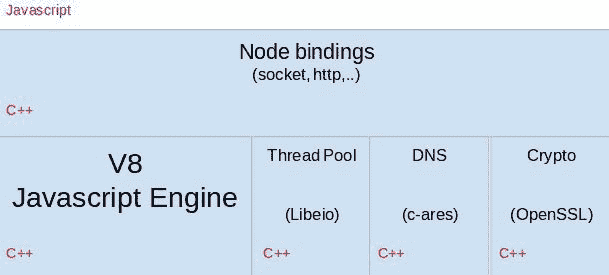 Javascript
Node bindings
(socket, http,..)
C++
V8
Javascript Engine
C++
Thread Pool
(Libeio)
C++
DNS
(c-ares)
C++
Crypto
(OpenSSL)
C++